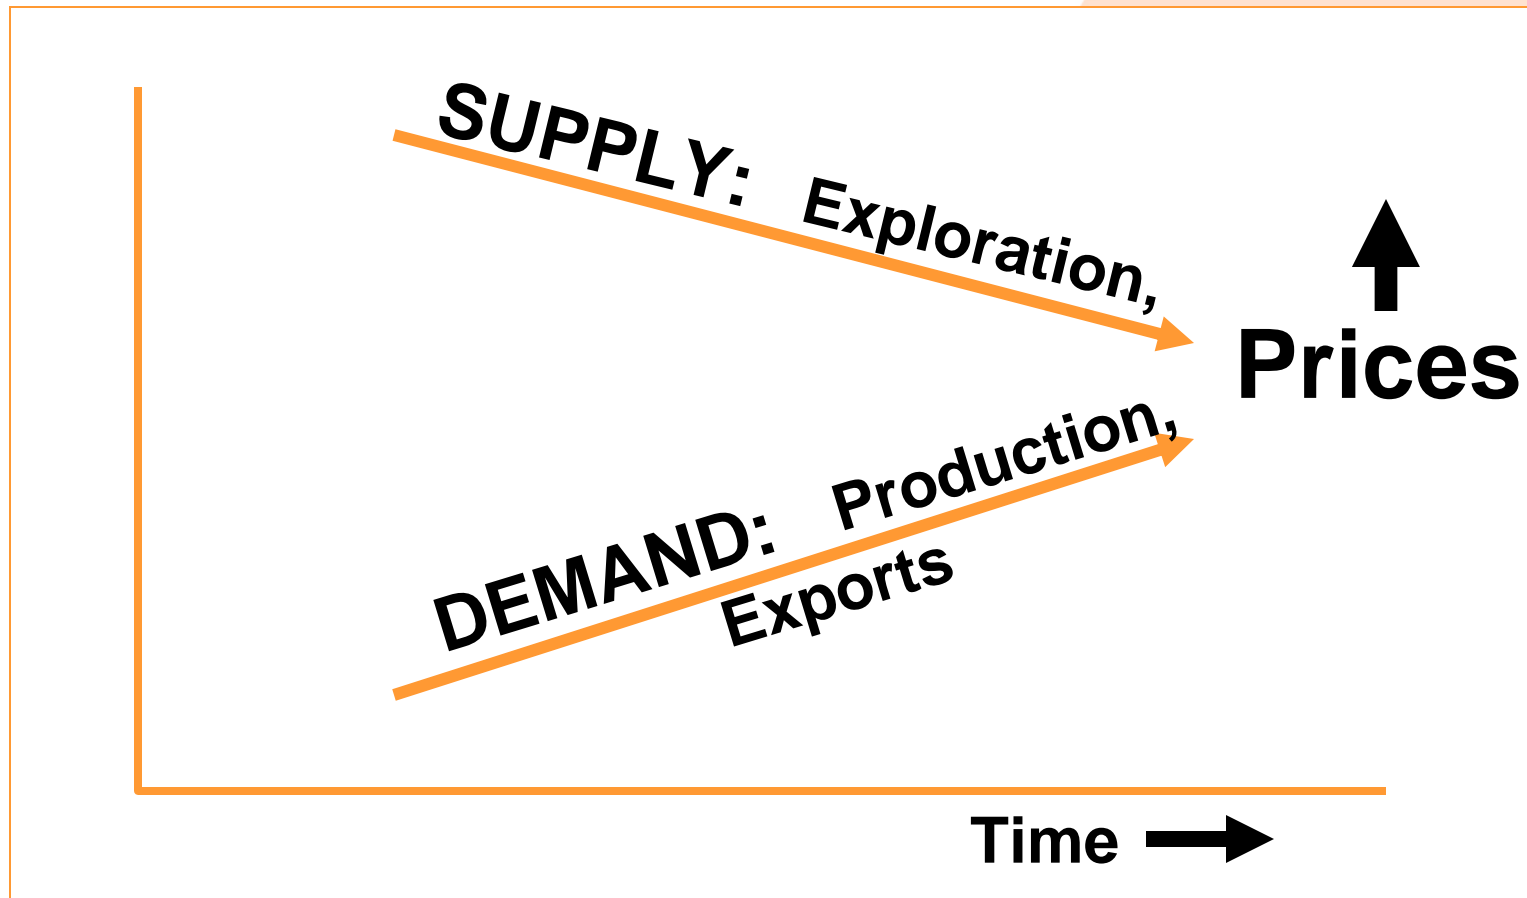 SUPPLY: Exploration,
Prices
DEMAND: Production,
Exports
Time